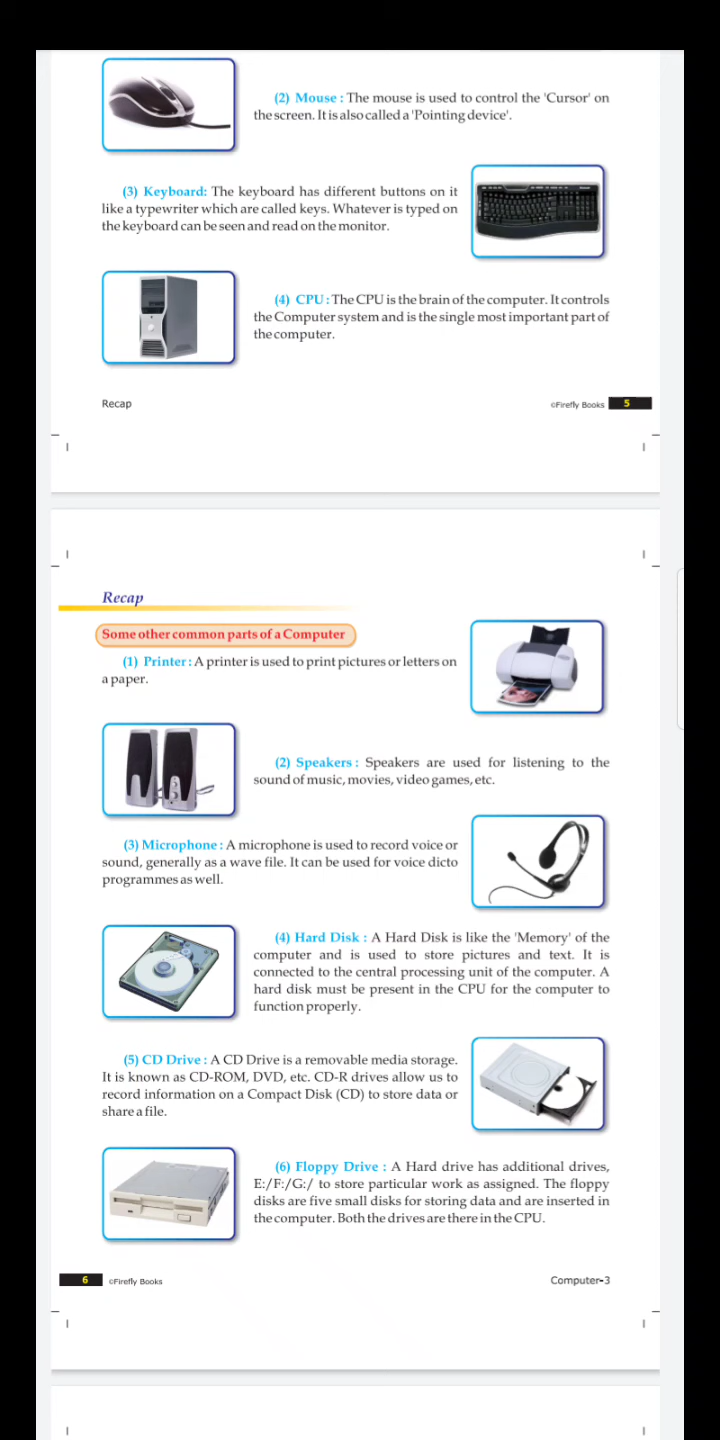 (2) Mouse : The mouse is used to control the 'Cursor' on
the screen. It is also called a 'Pointing device'.
(3) Keyboard: The keyboard has different buttons on it
like a typewriter which are called keys. Whatever is typed on
the keyboard can be seen and read on the monitor.
(4) CPU : The CPU is the brain of the computer. It controls
the Computer system and is the single most important part of
the computer.
Recap
©Firefly Books 5
Recap
Some other common parts of a Computer
(1) Printer : A printer is used to print pictures or letters on
a paper.
(2) Speakers : Speakers are used for listening to the
sound of music, movies, video games, etc.
(3) Microphone : A microphone is used to record voice or
sound, generally as a wave file. It can be used for voice dicto
programmes as well.
(4) Hard Disk : A Hard Disk is like the 'Memory' of the
computer and is used to store pictures and text. It is
connected to the central processing unit of the computer. A
hard disk must be present in the CPU for the computer to
function properly.
(5) CD Drive : A CD Drive is a removable media storage.
It is known as CD-ROM, DVD, etc. CD-R drives allow us to
record information on a Compact Disk (CD) to store data or
share a file.
(6) Floppy Drive : A Hard drive has additional drives,
E:/F:/G:/ to store particular work as assigned. The floppy
disks are five small disks for storing data and are inserted in
the computer. Both the drives are there in the CPU.
6 ©Firefly Books
Computer-3